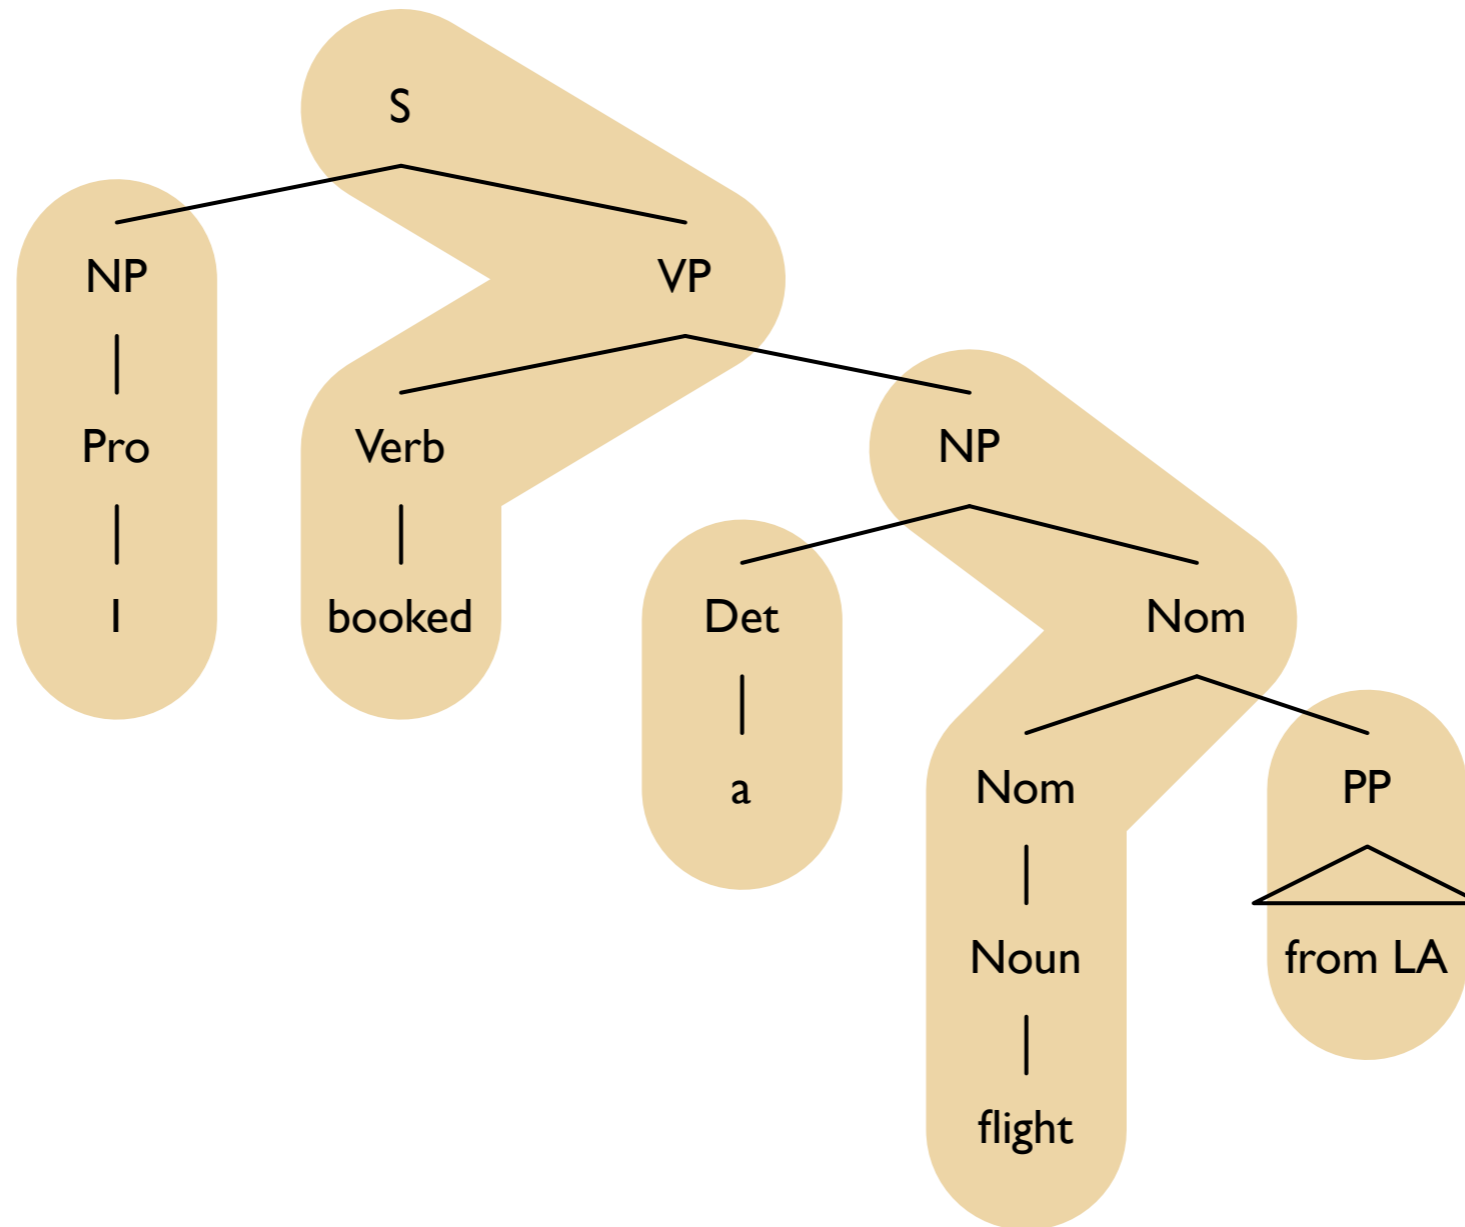 S
NP VP
Pro Verb NP
I booked Det Nom
a Nom PP
Noun from LA
flight